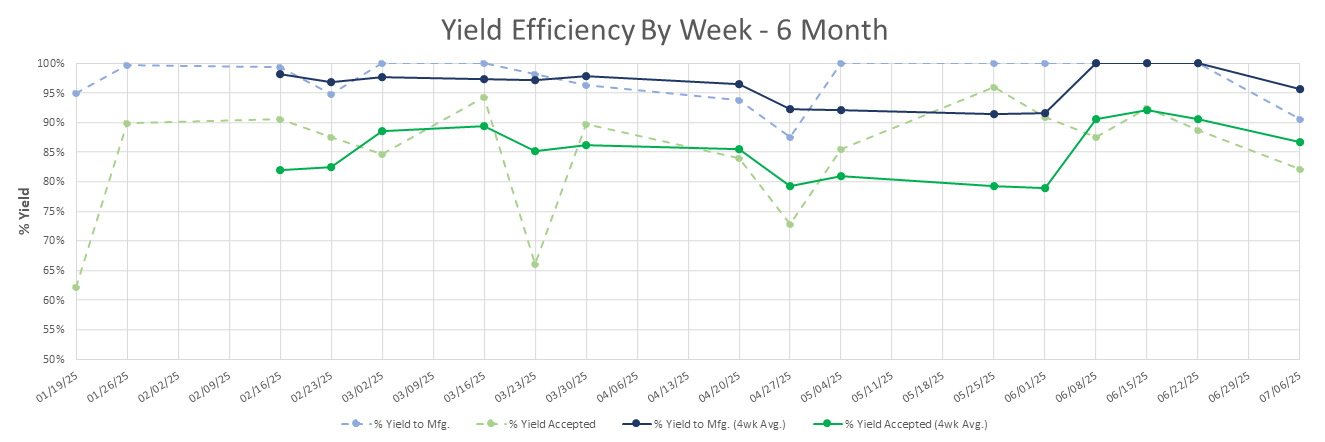 Yield Efficiency By Week - 6 Month
100%
95%
90%
85%
80%
75%
70%
65%
60%
55%
50%
% Yield
01/19/25 01/26/25 02/02/25 02/09/25 02/16/25 02/23/25 03/02/25 03/09/25 03/16/25 03/23/25 03/30/25 04/06/25 04/13/25 04/20/25 04/27/25 05/04/25 05/11/25 05/18/25 05/25/25 06/01/25 06/08/25 06/15/25 06/22/25 06/29/25 07/06/25
% Yield to Mfg. % Yield Accepted % Yield to Mfg. (4wk Avg.) % Yield Accepted (4wk Avg.)